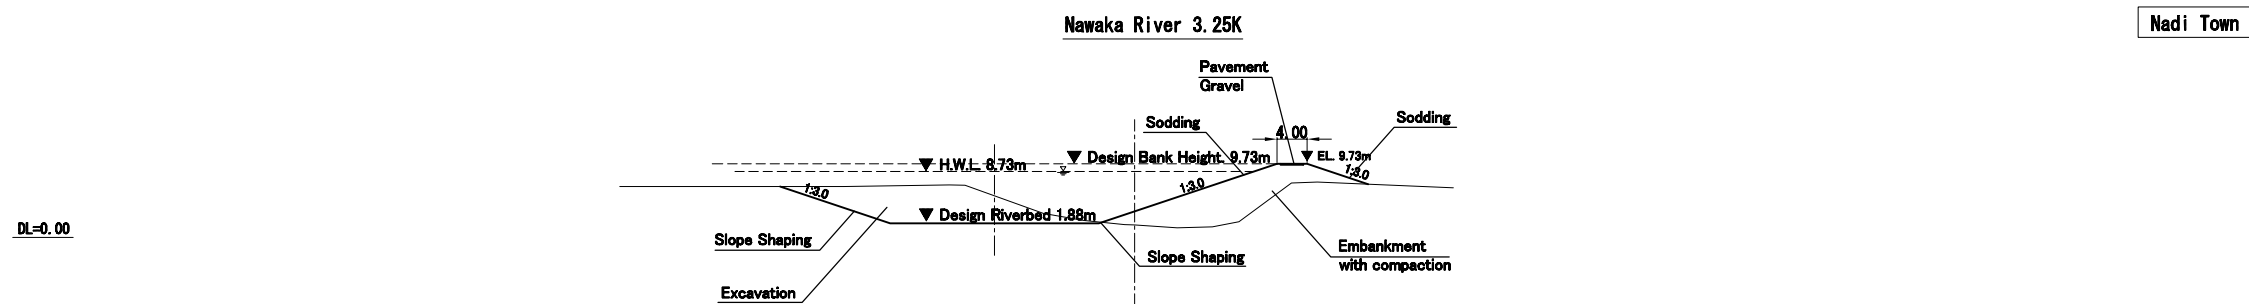 Nawaka River 3.25K
Nadi Town
Pavement
Gravel
Sodding
4.00
Sodding
H.W.L. 8.73m
Design Bank Height. 9.73m
EL. 9.73m
1:3.0
1:3.0
1:3.0
Design Riverbed 1.88m
DL=0.00
Slope Shaping
Slope Shaping
Embankment
with compaction
Excavation